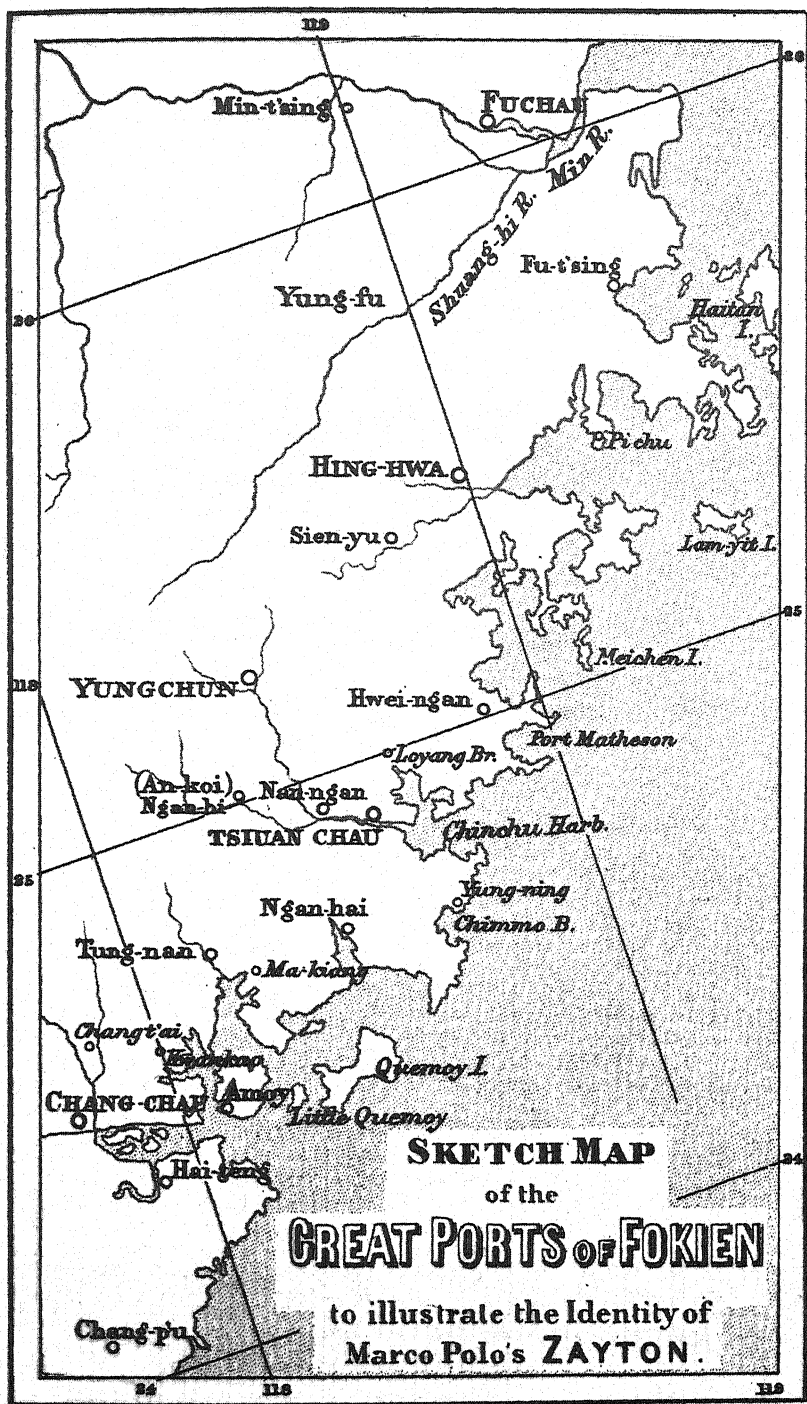 119
26
Min-t'sing
FUCHAU
Min R.
Shuang-hi R.
Fu-t'sing
Yung-fu
Haitan
I.
26
P. Pichu
HING-HWA
Sien-yu
Lam-yit I.
25
Meichen I.
118
YUNGCHUN
Hwei-ngan
Port Matheson
Loyang Br.
(An-koi)
Ngan-hi
Nan-ngan
TSIUAN CHAU
Chinchu Harb.
25
Yung-ning
Ngan-hai
Chimmo B.
Tung-nan
Ma-kiang
Changt'ai
Quemoy I.
Amoy
CHANG-CHAU
Little Quemoy
24
Hai-teng
SKETCH MAP
of the
GREAT PORTS OF FOKIEN
to illustrate the Identity of
Marco Polo's ZAYTON.
Chang-p'u
24
118
119